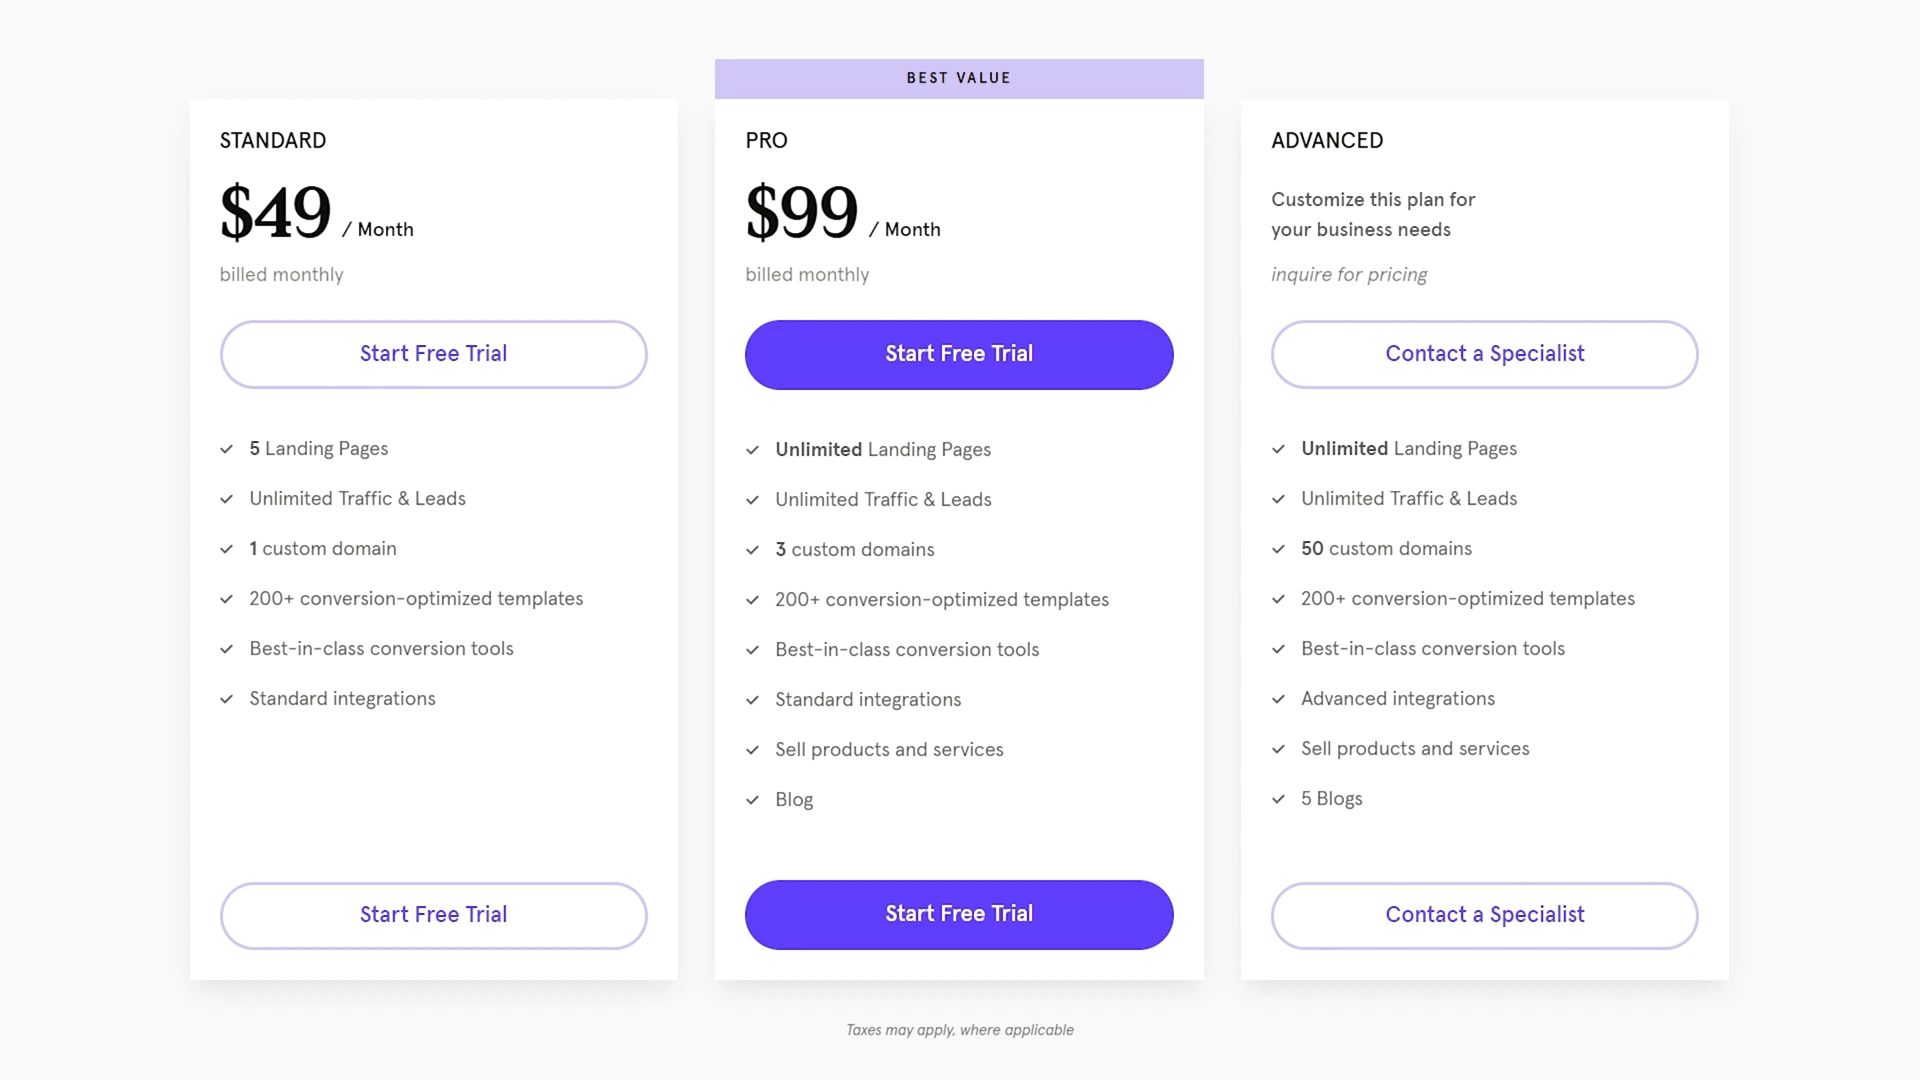 STANDARD
$49 / Month
billed monthly
Start Free Trial
5 Landing Pages
Unlimited Traffic & Leads
1 custom domain
200+ conversion-optimized templates
Best-in-class conversion tools
Standard integrations
Start Free Trial
BEST VALUE
PRO
$99 / Month
billed monthly
Start Free Trial
Unlimited Landing Pages
Unlimited Traffic & Leads
3 custom domains
200+ conversion-optimized templates
Best-in-class conversion tools
Standard integrations
Sell products and services
Blog
Start Free Trial
ADVANCED
Customize this plan for
your business needs
inquire for pricing
Contact a Specialist
Unlimited Landing Pages
Unlimited Traffic & Leads
50 custom domains
200+ conversion-optimized templates
Best-in-class conversion tools
Advanced integrations
Sell products and services
5 Blogs
Contact a Specialist
Taxes may apply, where applicable